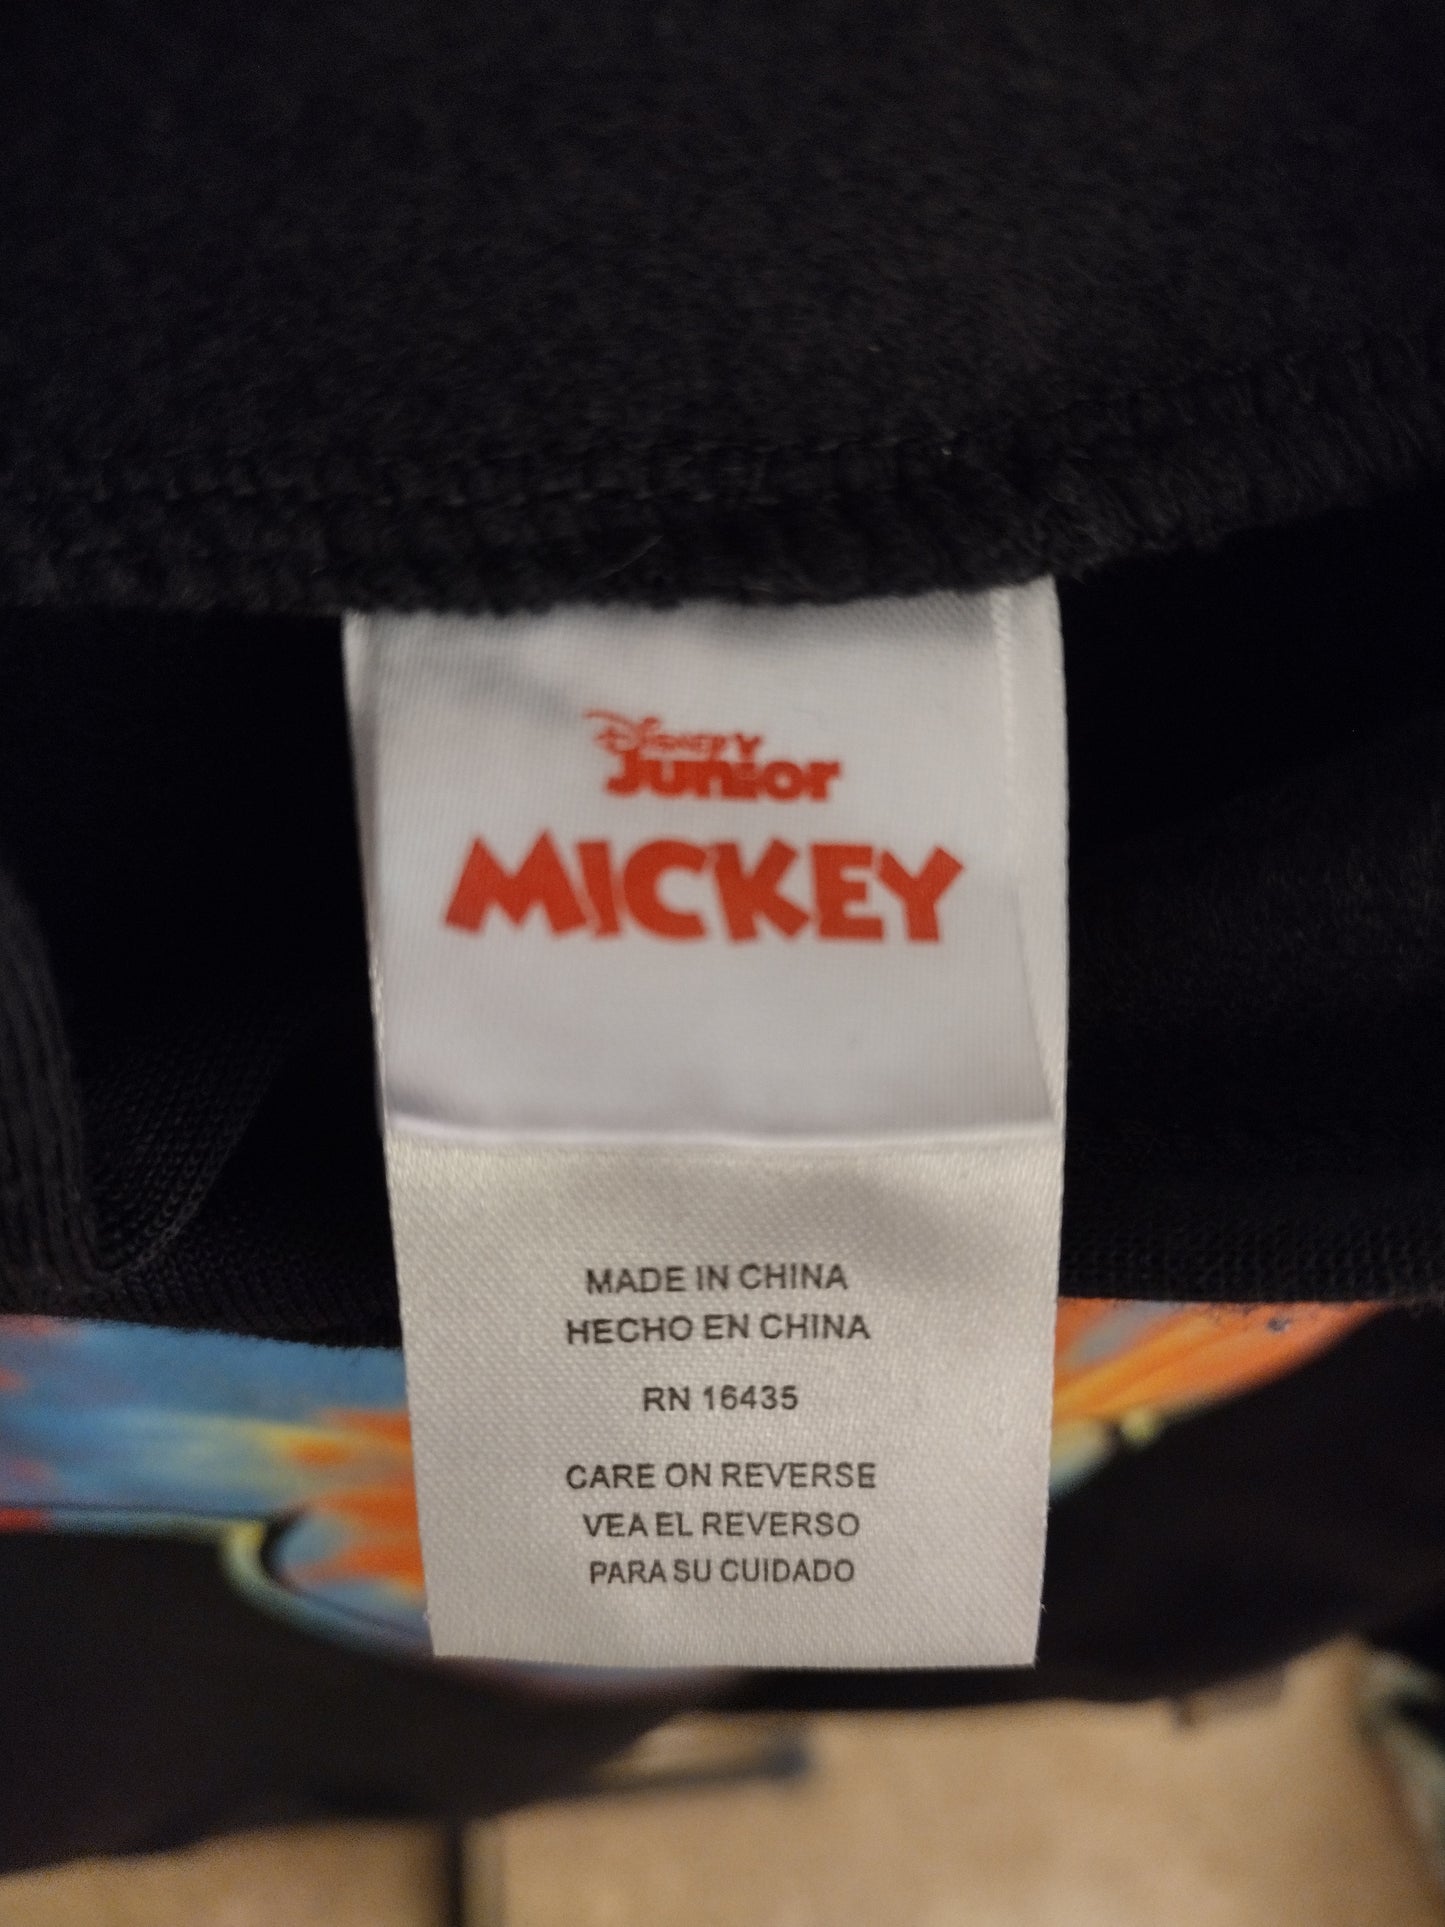 Disney
Junior
MICKEY
MADE IN CHINA
HECHO EN CHINA
RN 16435
CARE ON REVERSE
VEA EL REVERSO
PARA SU CUIDADO